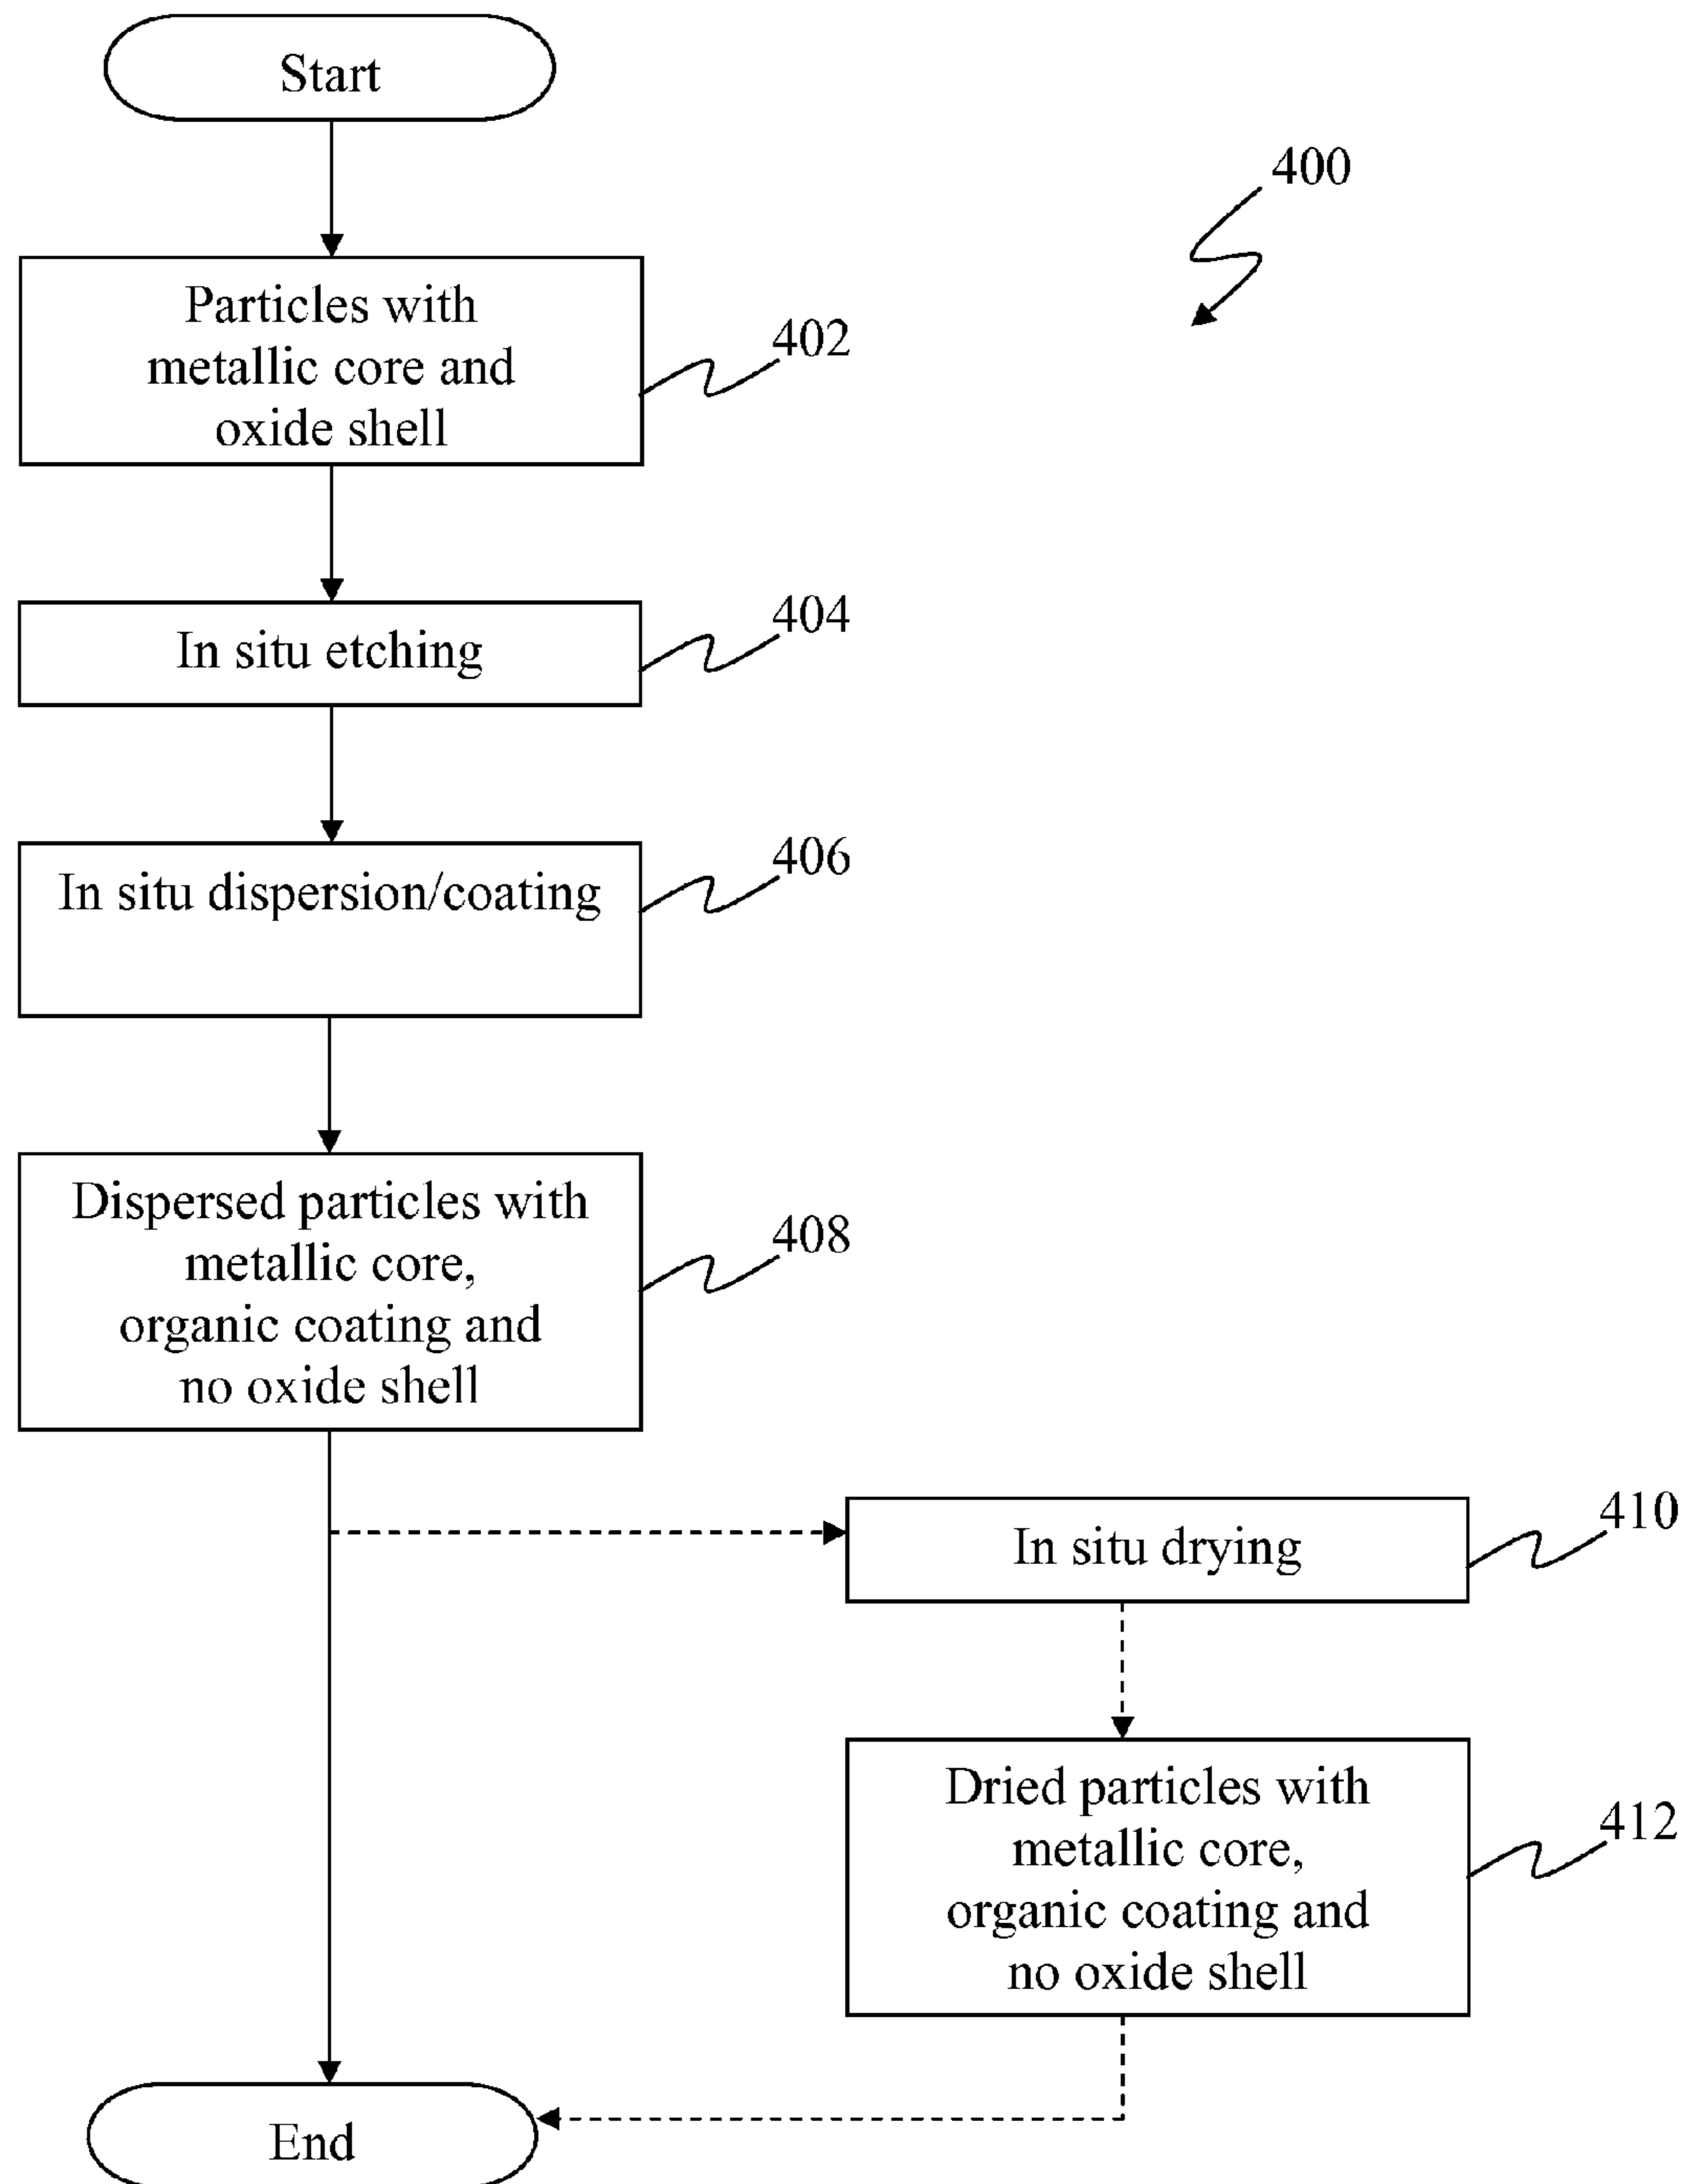 Start
400
Particles with
metallic core and
oxide shell
402
In situ etching
404
In situ dispersion/coating
406
Dispersed particles with
metallic core,
organic coating and
no oxide shell
408
In situ drying
410
Dried particles with
metallic core,
organic coating and
no oxide shell
412
End